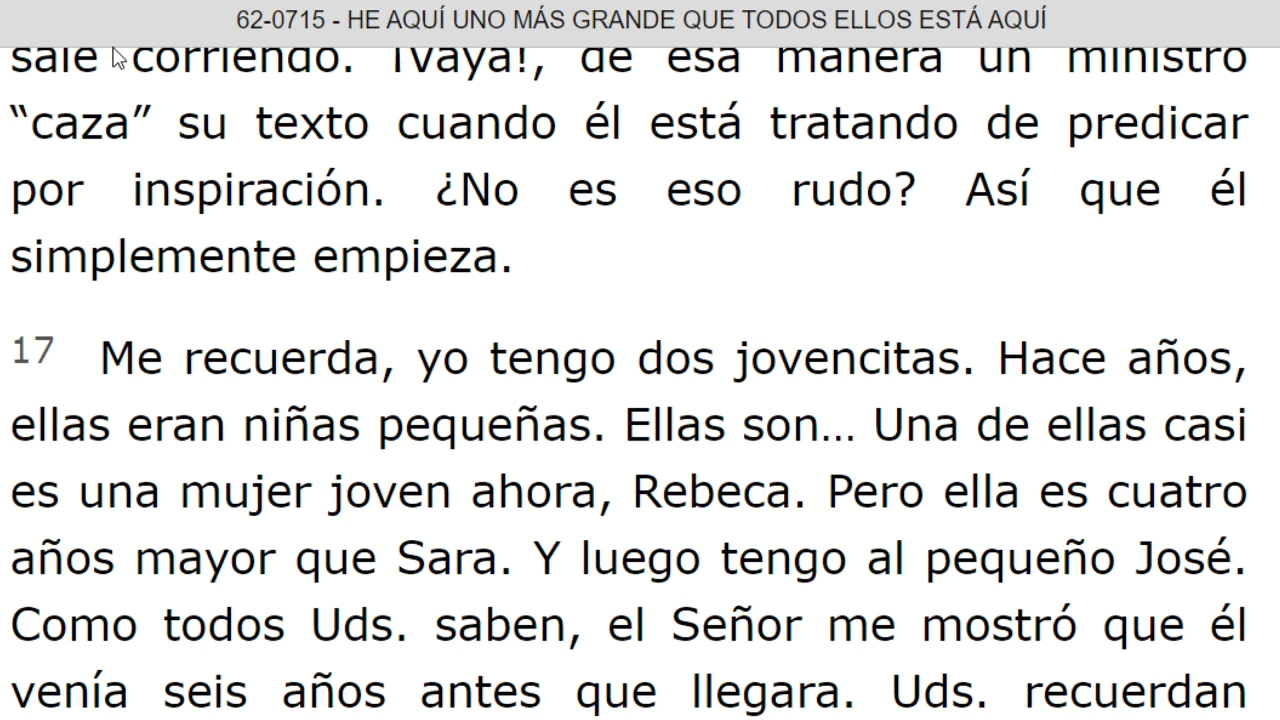 62-0715 - HE AQUÍ UNO MÁS GRANDE QUE TODOS ELLOS ESTÁ AQUÍ
sale corriendo. ¡Vaya!, de esa manera un ministro
“caza” su texto cuando él está tratando de predicar
por inspiración. ¿No es eso rudo? Así que él
simplemente empieza.
17 Me recuerda, yo tengo dos jovencitas. Hace años,
ellas eran niñas pequeñas. Ellas son… Una de ellas casi
es una mujer joven ahora, Rebeca. Pero ella es cuatro
años mayor que Sara. Y luego tengo al pequeño José.
Como todos Uds. saben, el Señor me mostró que él
venía seis años antes que llegara. Uds. recuerdan